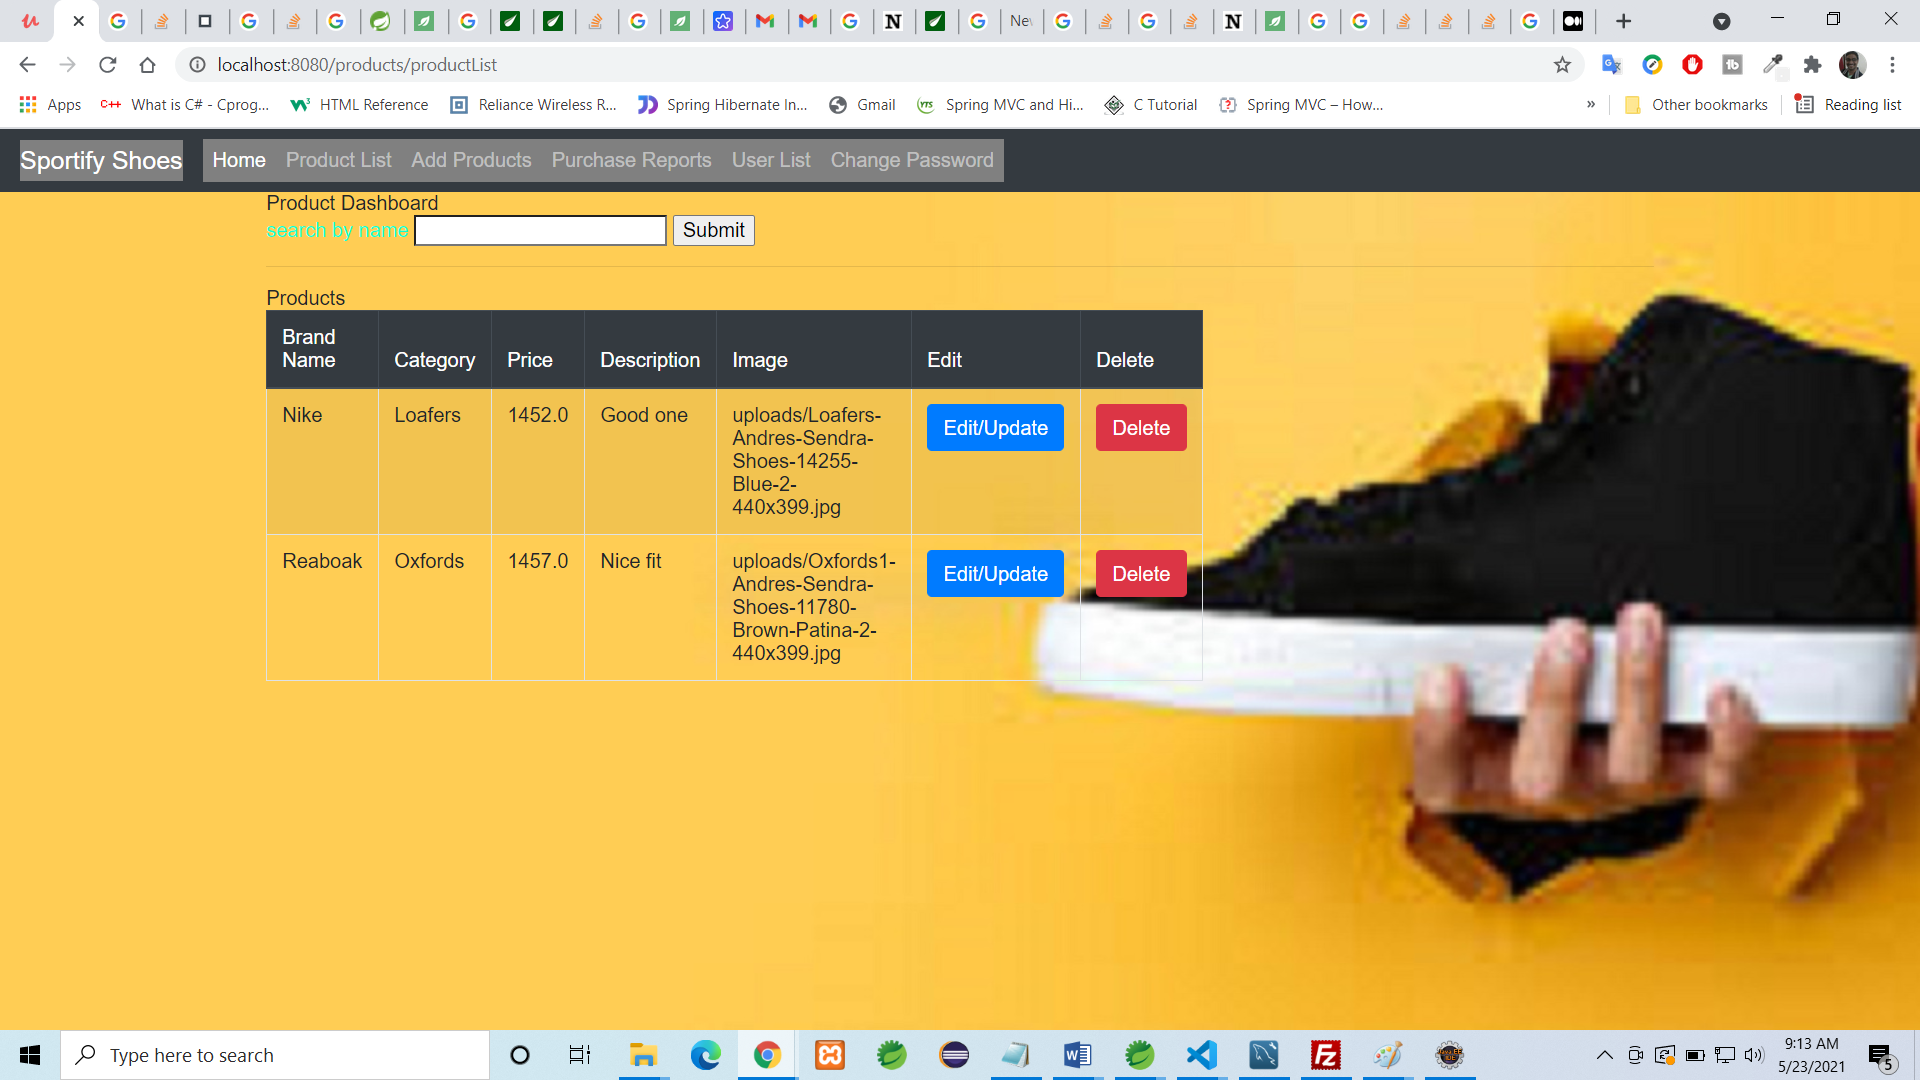 Nev
localhost:8080/products/productList
Apps
C++ What is C# - Cprog...
HTML Reference
Reliance Wireless R...
Spring Hibernate In...
Gmail
YTS Spring MVC and Hi...
C Tutorial
Spring MVC – How...
»
Other bookmarks
Reading list
Sportify Shoes
Home
Product List
Add Products
Purchase Reports
User List
Change Password
Product Dashboard
search by name
Submit
Products
Brand
Name
Category
Price
Description
Image
Edit
Delete
Nike
Loafers
1452.0
Good one
uploads/Loafers-
Andres-Sendra-
Shoes-14255-
Blue-2-
440x399.jpg
Edit/Update
Delete
Reaboak
Oxfords
1457.0
Nice fit
uploads/Oxfords1-
Andres-Sendra-
Shoes-11780-
Brown-Patina-2-
440x399.jpg
Edit/Update
Delete
Type here to search
9:13 AM
5/23/2021
5